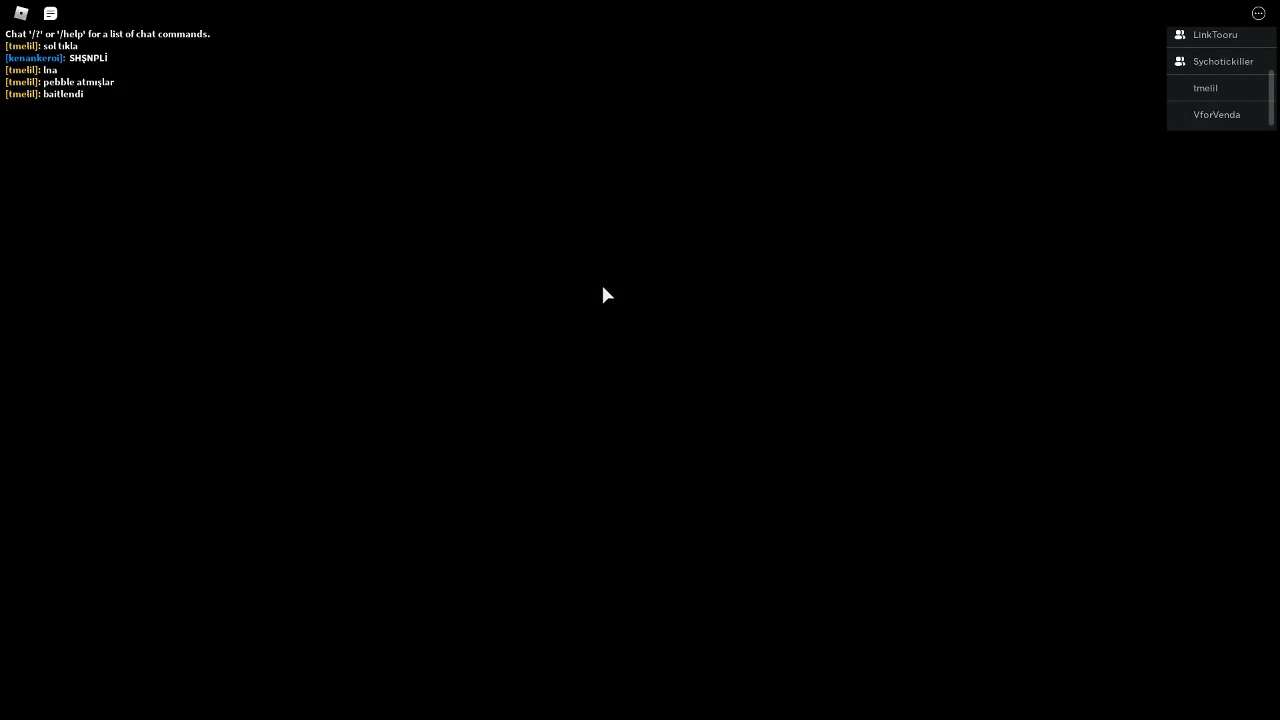 Chat '/?' or '/help' for a list of chat commands.
[tmelil]: sol tıkla
[kenankeroi]: SHŞNPLİ
[tmelil]: lna
[tmelil]: pebble atmışlar
[tmelil]: baitlendi
LinkTooru
Sychotickiller
tmelil
VforVenda